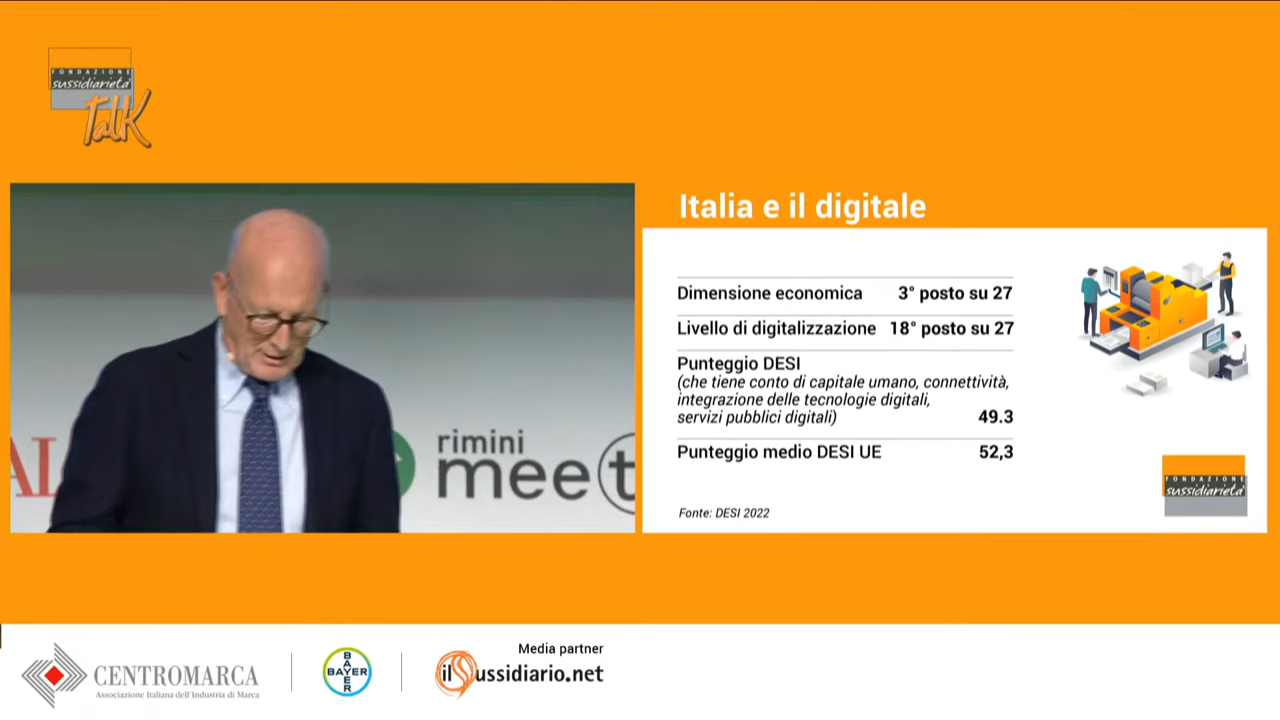 FONDAZIONE
sussidiarietà
Talk
Italia e il digitale
Dimensione economica 3° posto su 27
Livello di digitalizzazione 18° posto su 27
Punteggio DESI
(che tiene conto di capitale umano, connettività,
integrazione delle tecnologie digitali,
servizi pubblici digitali) 49.3
Punteggio medio DESI UE 52,3
Fonte: DESI 2022
FONDAZIONE
sussidiarietà
AL
rimini
meet
CENTROMARCA
Associazione Italiana dell'Industria di Marca
BAYER
BAYER
Media partner
ilSussidiario.net